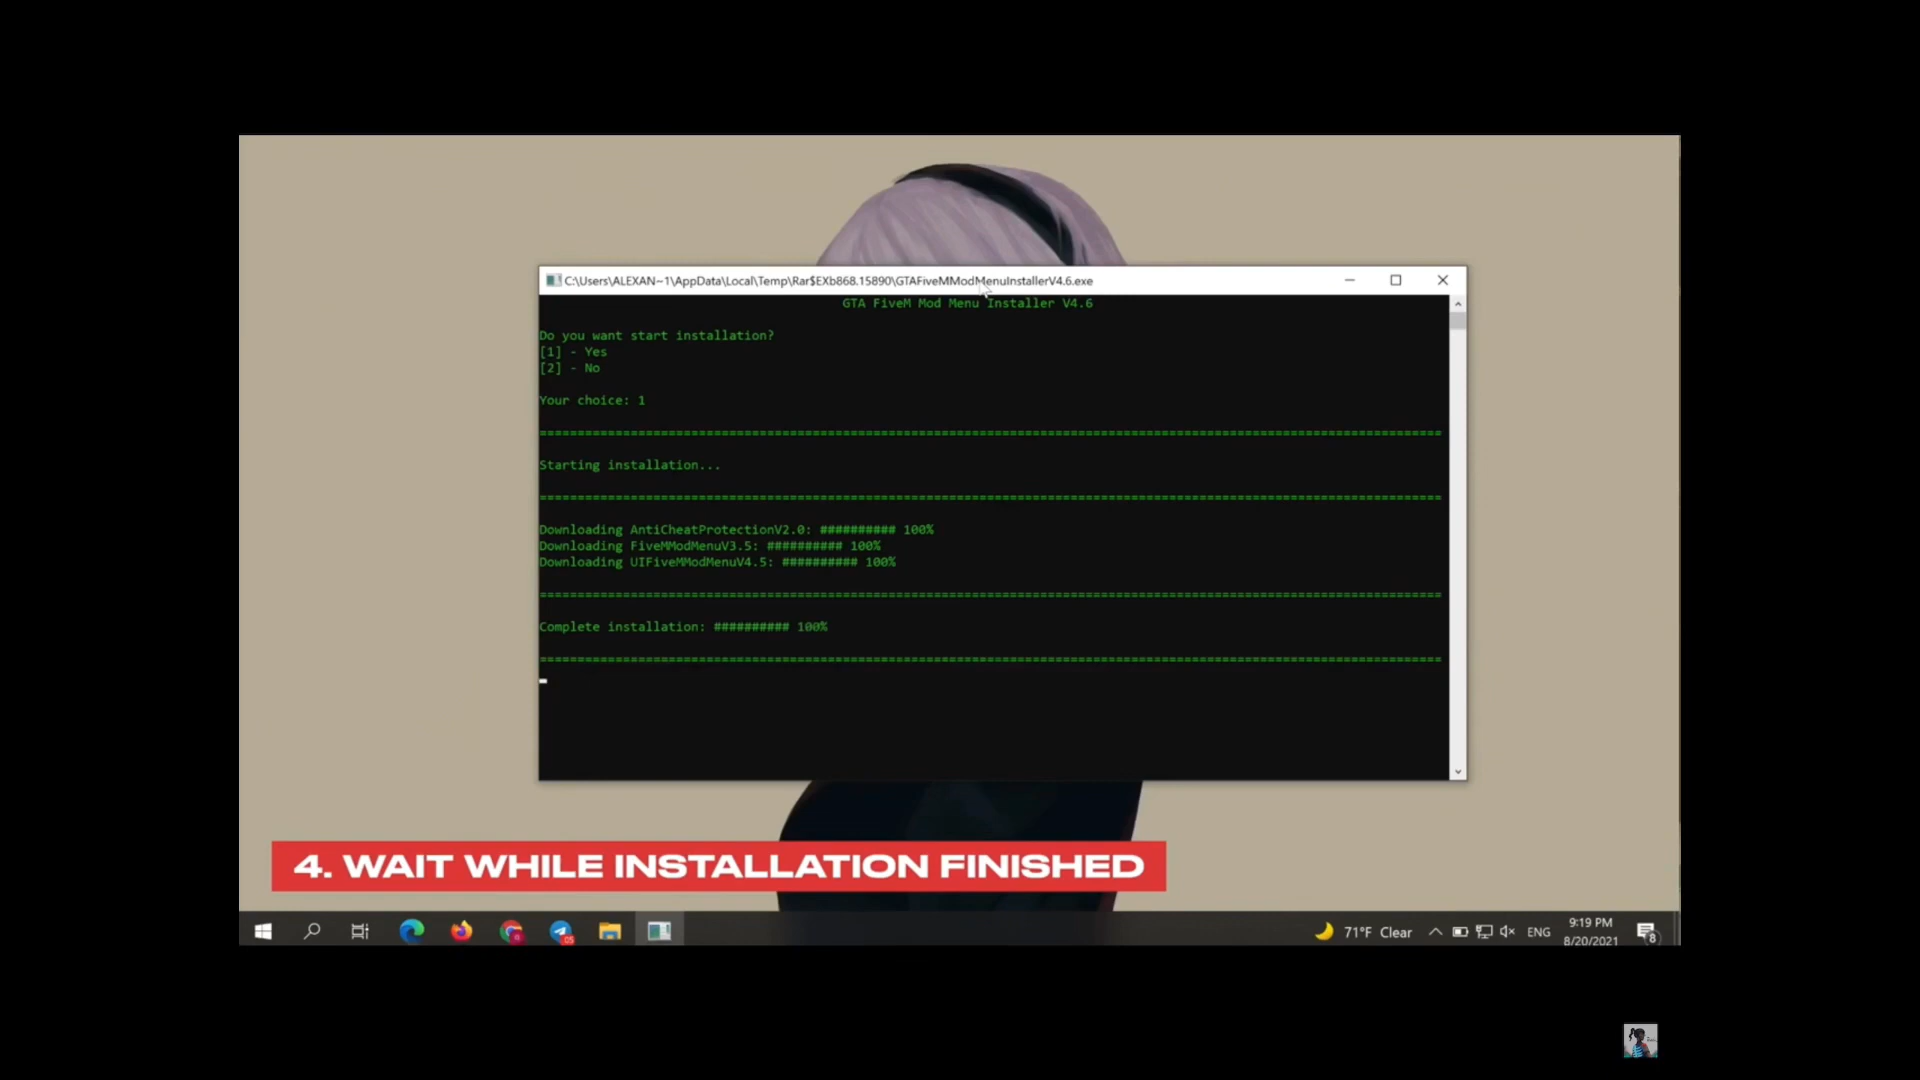 C:\Users\ALEXAN~1\AppData\Local\Temp\Rar$EXb868.15890\GTAFiveMModMenuInstallerV4.6.exe
GTA FiveM Mod Menu Installer V4.6
Do you want start installation?
[1] - Yes
[2] - No
Your choice: 1
Starting installation...
Downloading AntiCheatProtectionV2.0: ########## 100%
Downloading FiveMModMenuV3.5: ########## 100%
Downloading UIFiveMModMenuV4.5: ########## 100%
Complete installation: ########## 100%
4. WAIT WHILE INSTALLATION FINISHED
05
71°F Clear
ENG
9:19 PM
8/20/2021
8